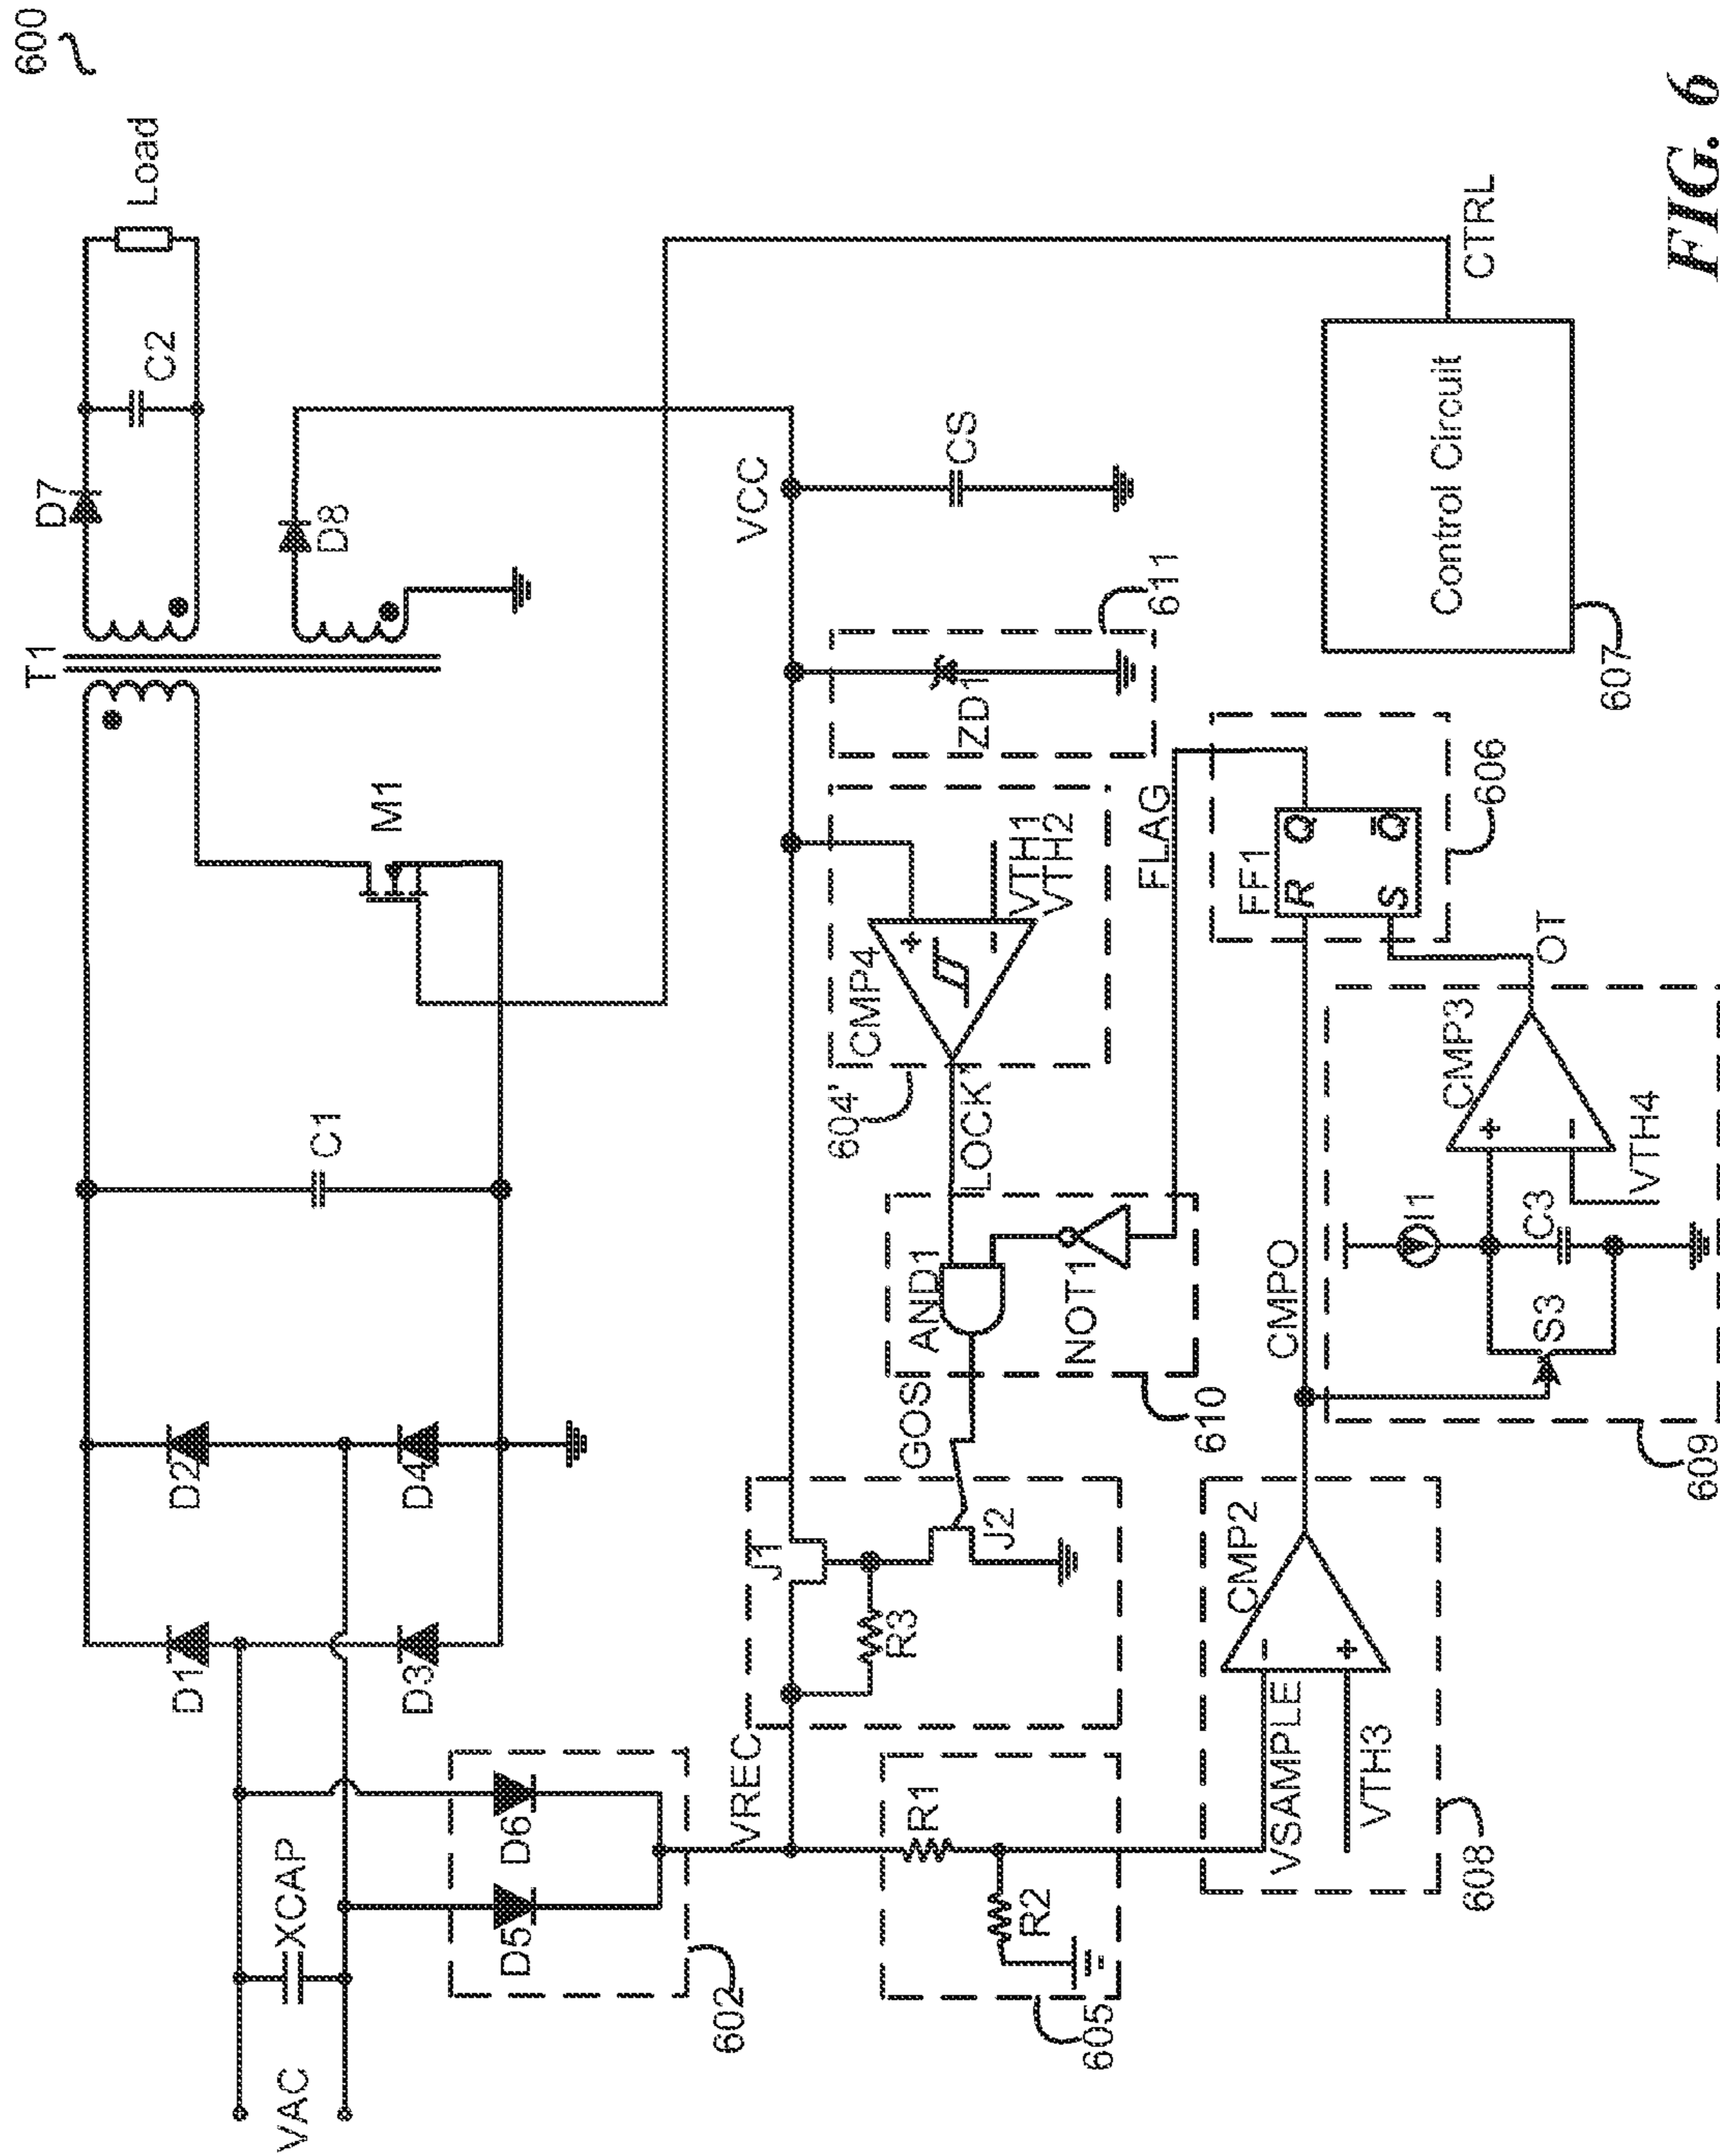 600
T1
D7
Load
C2
D8
M1
C1
D1
D2
D3
D4
VAC
XCAP
D5
D6
602
VREC
J1
R3
J2
GOS
AND1
NOT1
610
LOCK'
604'
CMP4
+
−
VTH1
VTH2
ZD1
611
VCC
CS
FLAG
R1
R2
605
VSAMPLE
VTH3
CMP2
−
+
608
CMPO
FF1
R
Q
S
Q
606
OT
CMP3
+
−
VTH4
I1
C3
S3
609
Control Circuit
607
CTRL
FIG. 6